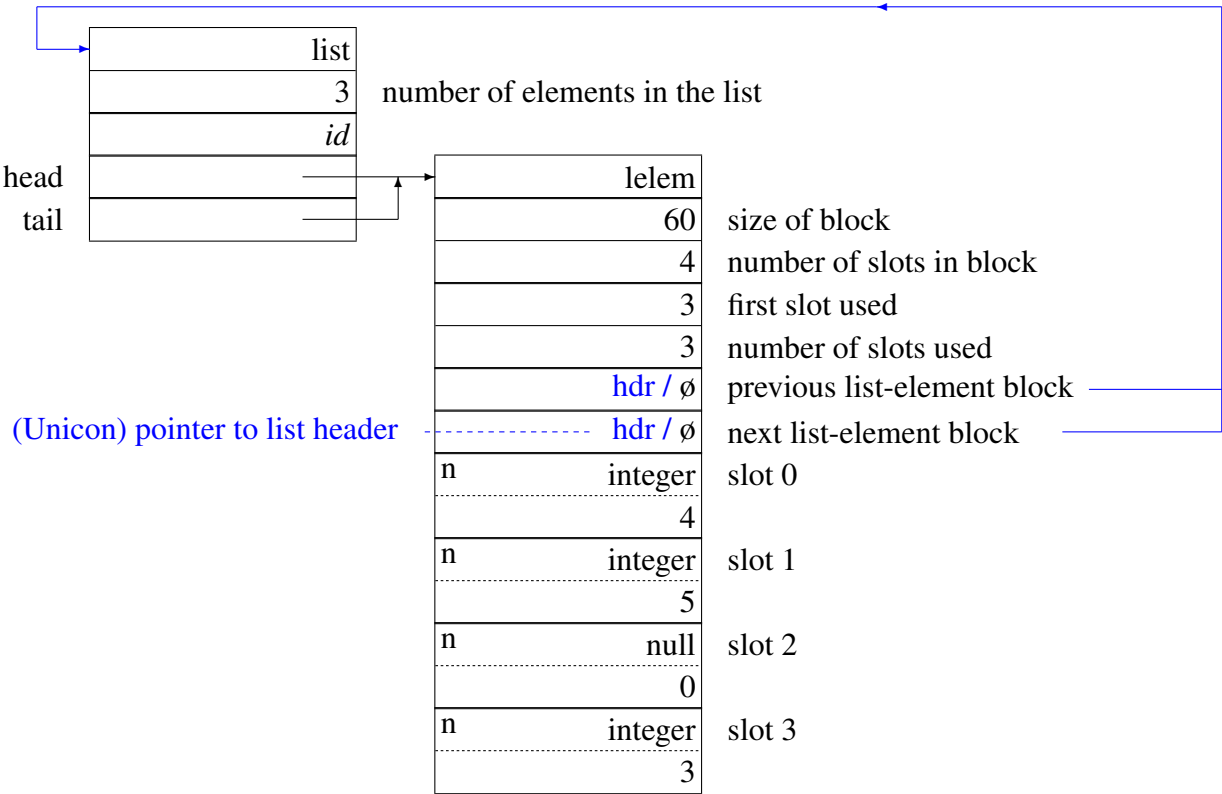 list
3 number of elements in the list
id
head lelem
tail 60 size of block
4 number of slots in block
3 first slot used
3 number of slots used
hdr / ø previous list-element block
(Unicon) pointer to list header hdr / ø next list-element block
n integer slot 0
4
n integer slot 1
5
n null slot 2
0
n integer slot 3
3